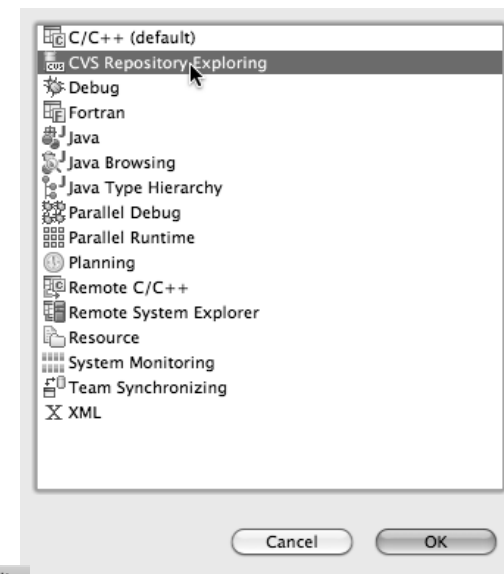 C/C++ (default)
CVS Repository Exploring
Debug
Fortran
Java
Java Browsing
Java Type Hierarchy
Parallel Debug
Parallel Runtime
Planning
Remote C/C++
Remote System Explorer
Resource
System Monitoring
Team Synchronizing
XML
Cancel
OK